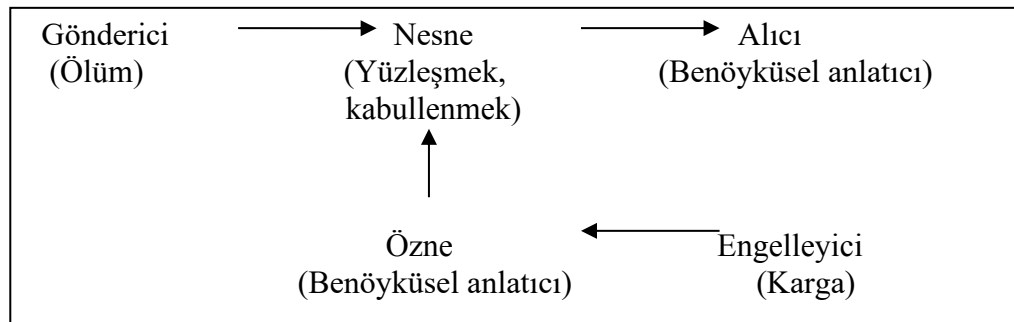 Gönderici Nesne Alıcı
(Ölüm) (Yüzleşmek, (Benöyküsel anlatıcı)
kabullenmek)
Özne Engelleyici
(Benöyküsel anlatıcı) (Karga)